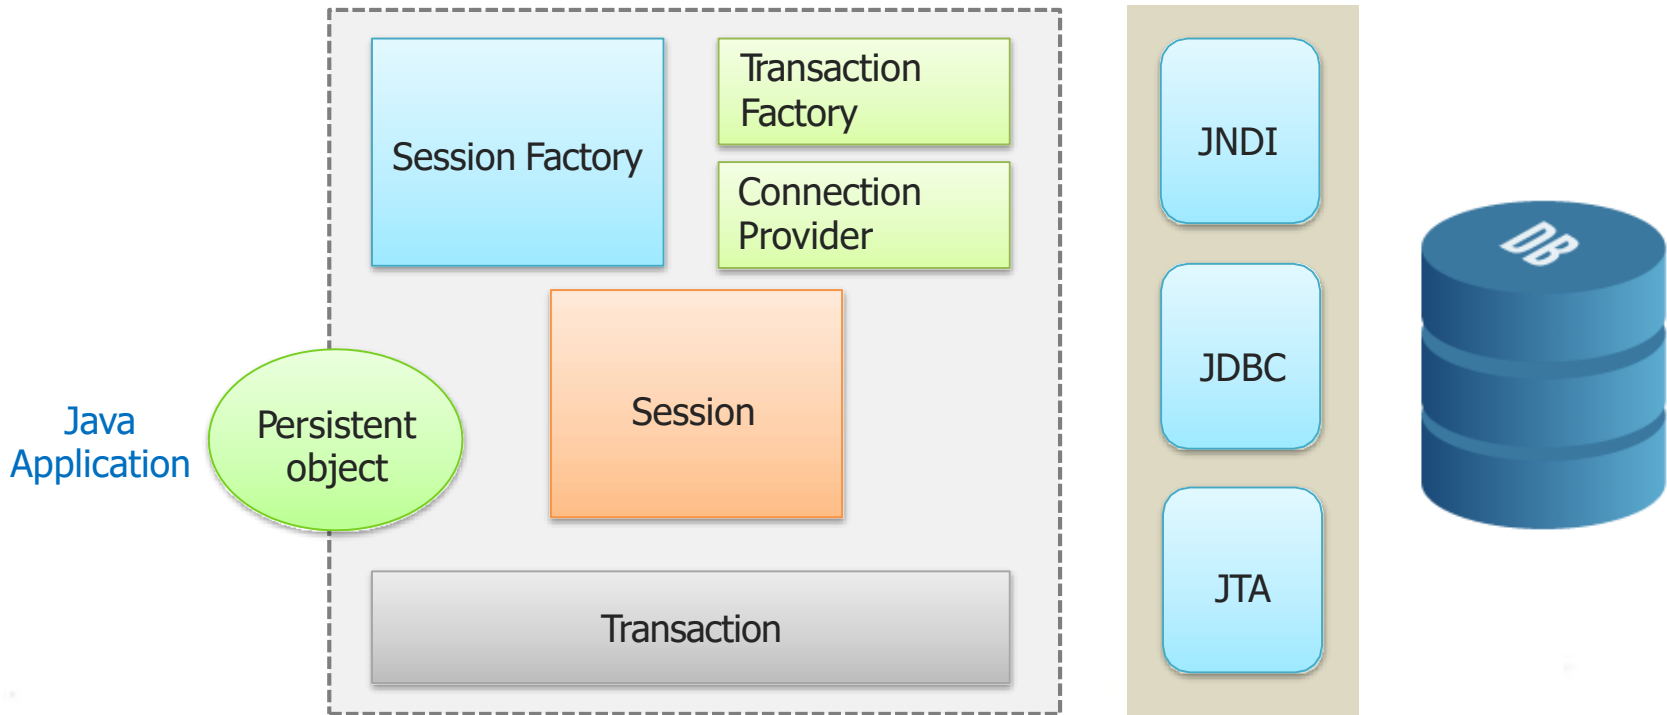 Java
Application
Persistent
object
Session Factory
Transaction
Factory
Connection
Provider
Session
Transaction
JNDI
JDBC
JTA
DB